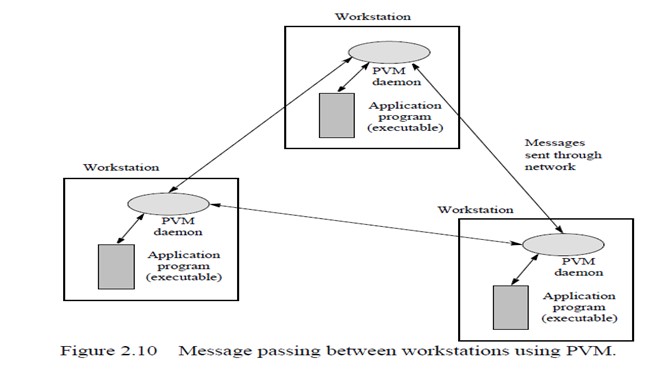 Workstation
PVM
daemon
Application
program
(executable)
Messages
sent through
network
Workstation
PVM
daemon
Application
program
(executable)
Workstation
PVM
daemon
Application
program
(executable)
Figure 2.10 Message passing between workstations using PVM.